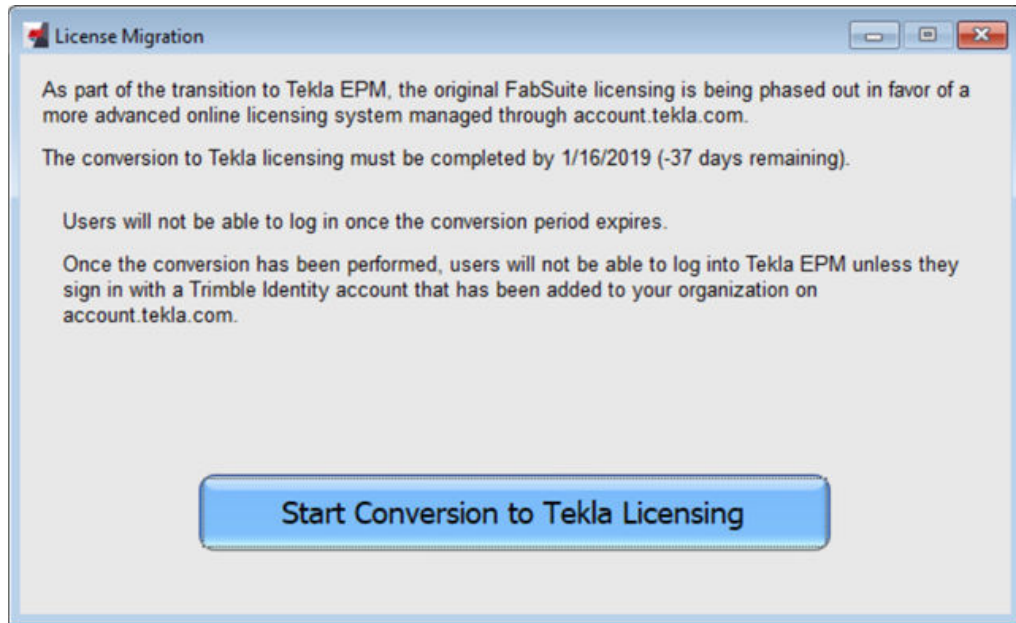 License Migration
As part of the transition to Tekla EPM, the original FabSuite licensing is being phased out in favor of a
more advanced online licensing system managed through account.tekla.com.
The conversion to Tekla licensing must be completed by 1/16/2019 (-37 days remaining).
Users will not be able to log in once the conversion period expires.
Once the conversion has been performed, users will not be able to log into Tekla EPM unless they
sign in with a Trimble Identity account that has been added to your organization on
account.tekla.com.
Start Conversion to Tekla Licensing